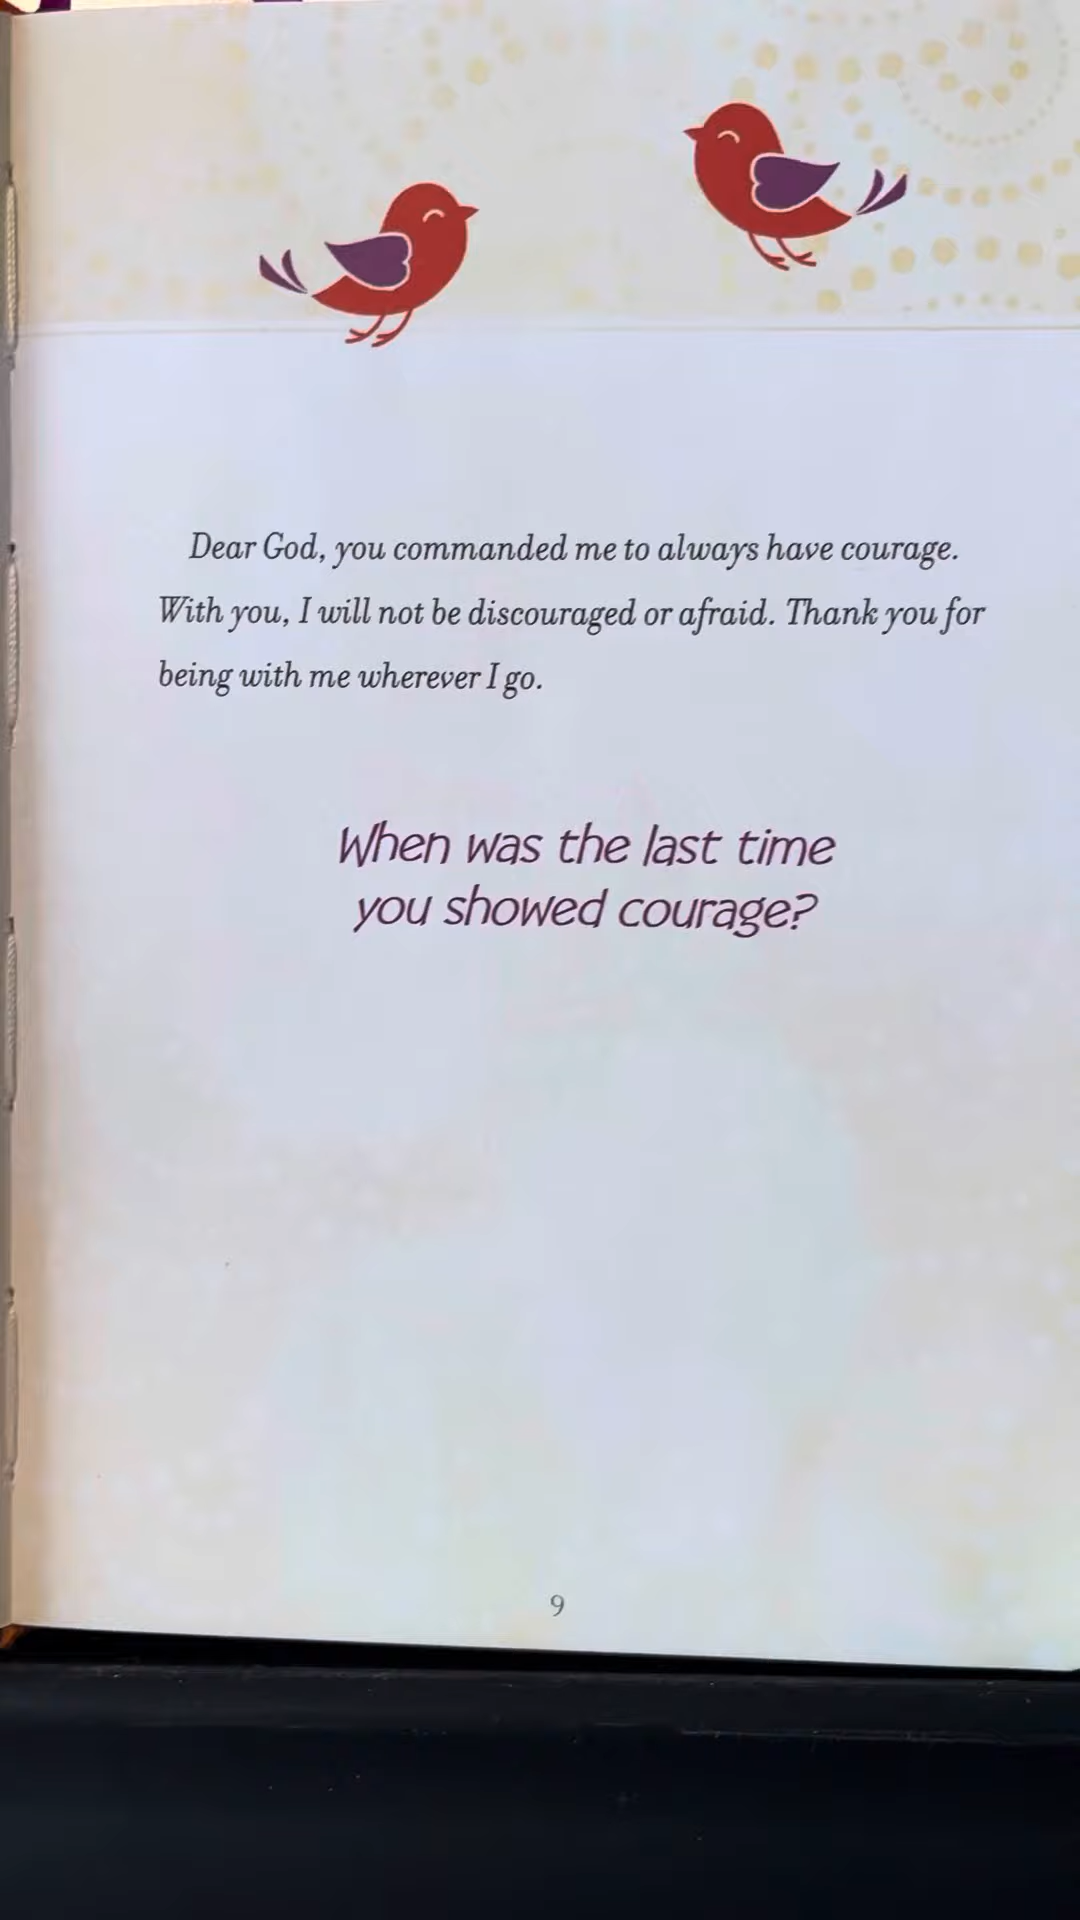 Dear God, you commanded me to always have courage.
With you, I will not be discouraged or afraid. Thank you for
being with me wherever I go.
When was the last time
you showed courage?
9